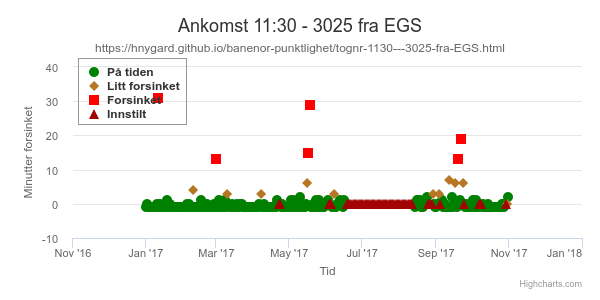 Ankomst 11:30 - 3025 fra EGS
https://hnygard.github.io/banenor-punktlighet/tognr-1130---3025-fra-EGS.html
På tiden
Litt forsinket
Forsinket
Innstilt
Minutter forsinket
40
30
20
10
0
-10
Nov '16 Jan '17 Mar '17 May '17 Jul '17 Sep '17 Nov '17 Jan '18
Tid
Highcharts.com